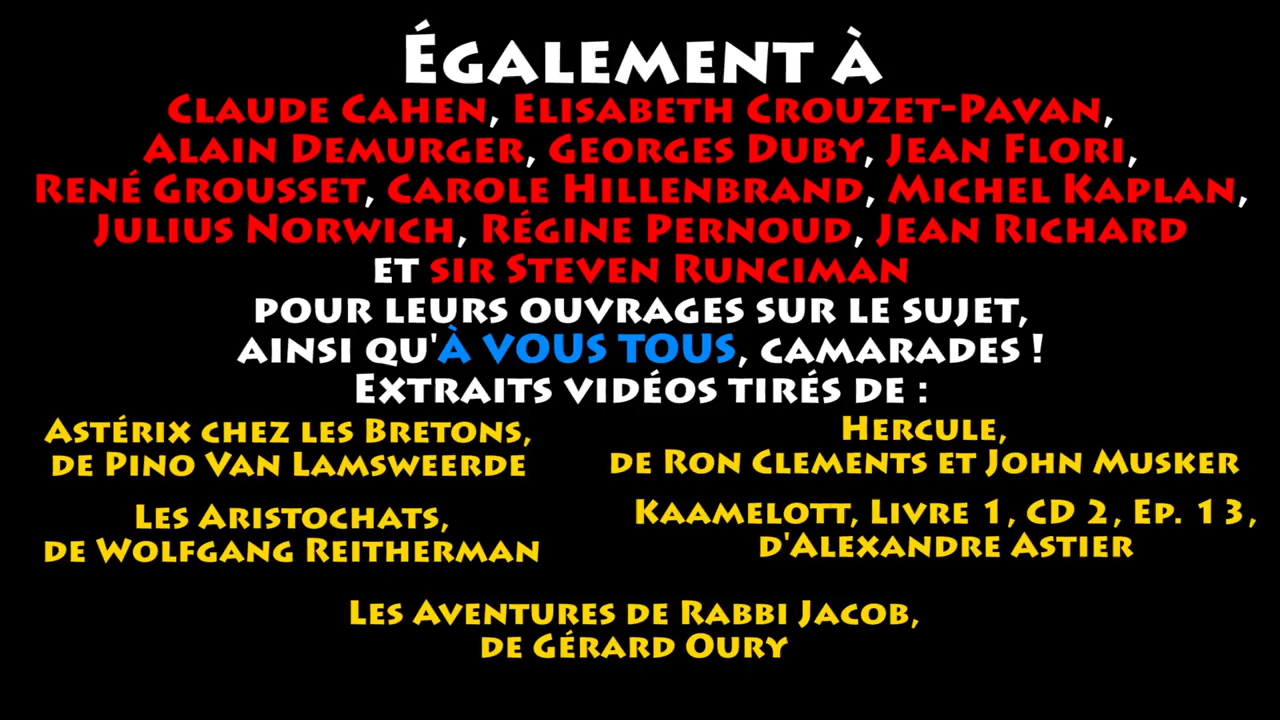 Également à
Claude Cahen, Elisabeth Crouzet-Pavan,
Alain Demurger, Georges Duby, Jean Flori,
René Grousset, Carole Hillenbrand, Michel Kaplan,
Julius Norwich, Régine Pernoud, Jean Richard
et sir Steven Runciman
pour leurs ouvrages sur le sujet,
ainsi qu'à vous tous, camarades !
Extraits vidéos tirés de :
Astérix chez les Bretons,
de Pino Van Lamsweerde
Hercule,
de Ron Clements et John Musker
Les Aristochats,
de Wolfgang Reitherman
Kaamelott, Livre 1, CD 2, Ep. 13,
d'Alexandre Astier
Les Aventures de Rabbi Jacob,
de Gérard Oury